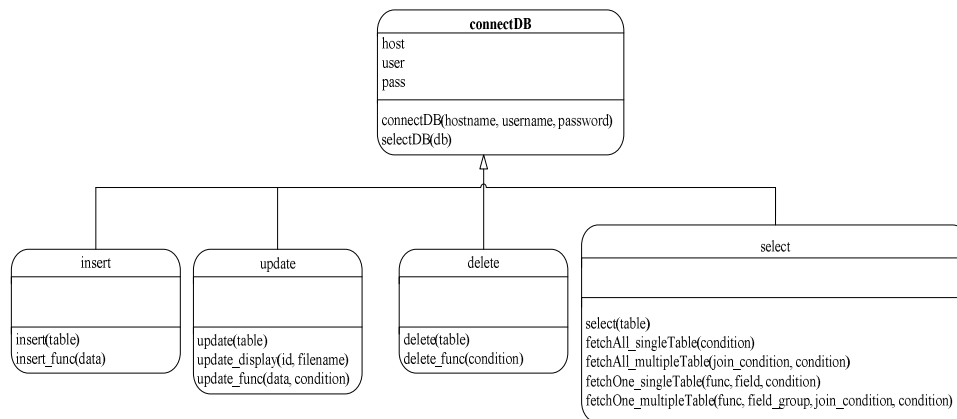 connectDB
host
user
pass
connectDB(hostname, username, password)
selectDB(db)
insert
insert(table)
insert_func(data)
update
update(table)
update_display(id, filename)
update_func(data, condition)
delete
delete(table)
delete_func(condition)
select
select(table)
fetchAll_singleTable(condition)
fetchAll_multipleTable(join_condition, condition)
fetchOne_singleTable(func, field, condition)
fetchOne_multipleTable(func, field_group, join_condition, condition)